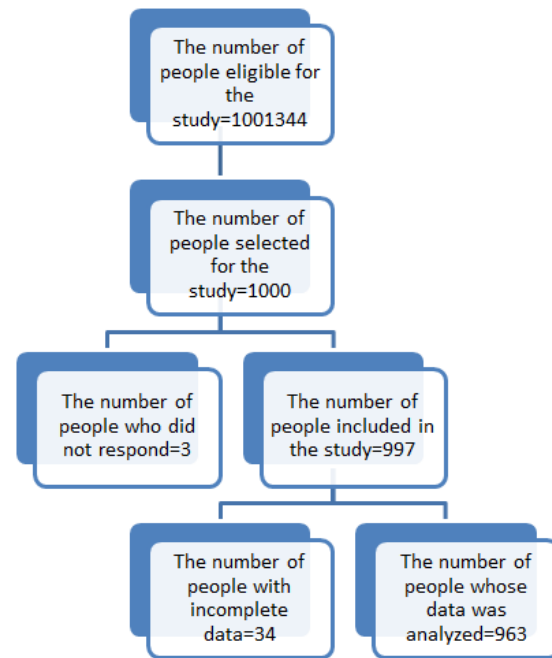 The number of
people eligible for
the
study=1001344
The number of
people selected
for the
study=1000
The number of
people who did
not respond=3
The number of
people included in
the study=997
The number of
people with
incomplete
data=34
The number of
people whose
data was
analyzed=963